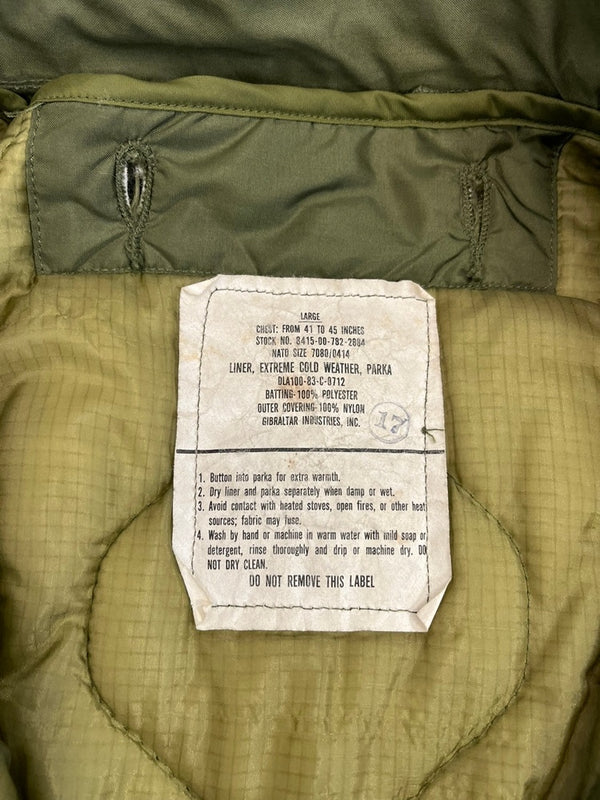 LARGE
CHEST: FROM 41 TO 45 INCHES
STOCK NO. 8415-00-782-2884
NATO SIZE 7080/0414
LINER, EXTREME COLD WEATHER, PARKA
DLA100-83-C-0712
BATTING-100% POLYESTER
OUTER COVERING-100% NYLON
GIBRALTAR INDUSTRIES, INC.
17
1. Button into parka for extra warmth.
2. Dry liner and parka separately when damp or wet.
3. Avoid contact with heated stoves, open fires, or other heat
sources; fabric may fuse.
4. Wash by hand or machine in warm water with mild soap or
detergent, rinse thoroughly and drip or machine dry. DO
NOT DRY CLEAN.
DO NOT REMOVE THIS LABEL